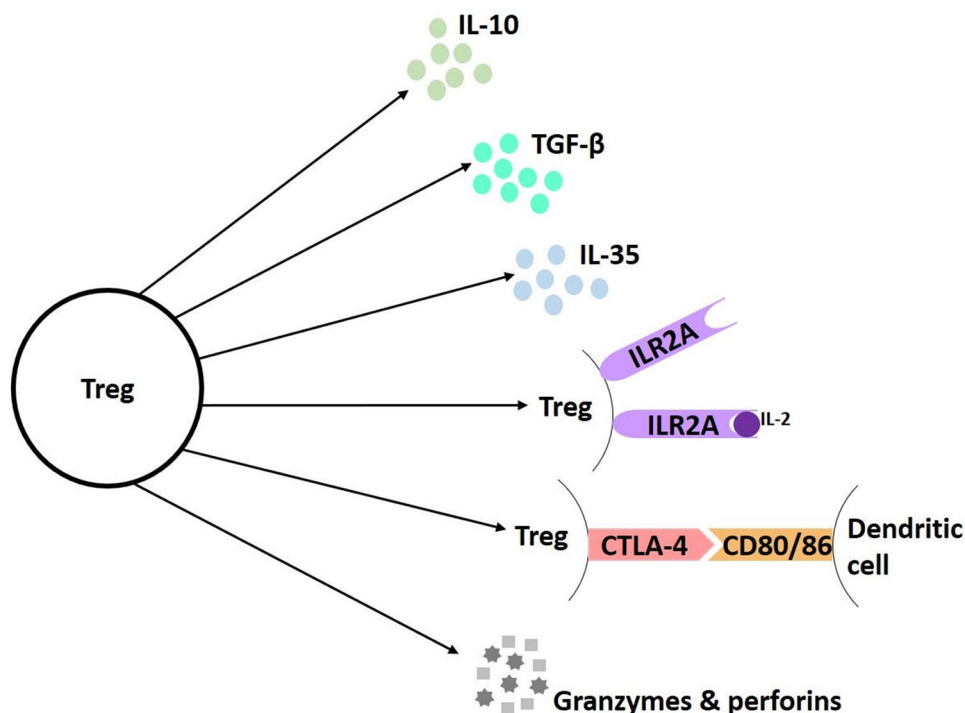 IL-10
TGF-β
IL-35
ILR2A
Treg
Treg
ILR2A
IL-2
Treg
CTLA-4
CD80/86
Dendritic
cell
Granzymes & perforins